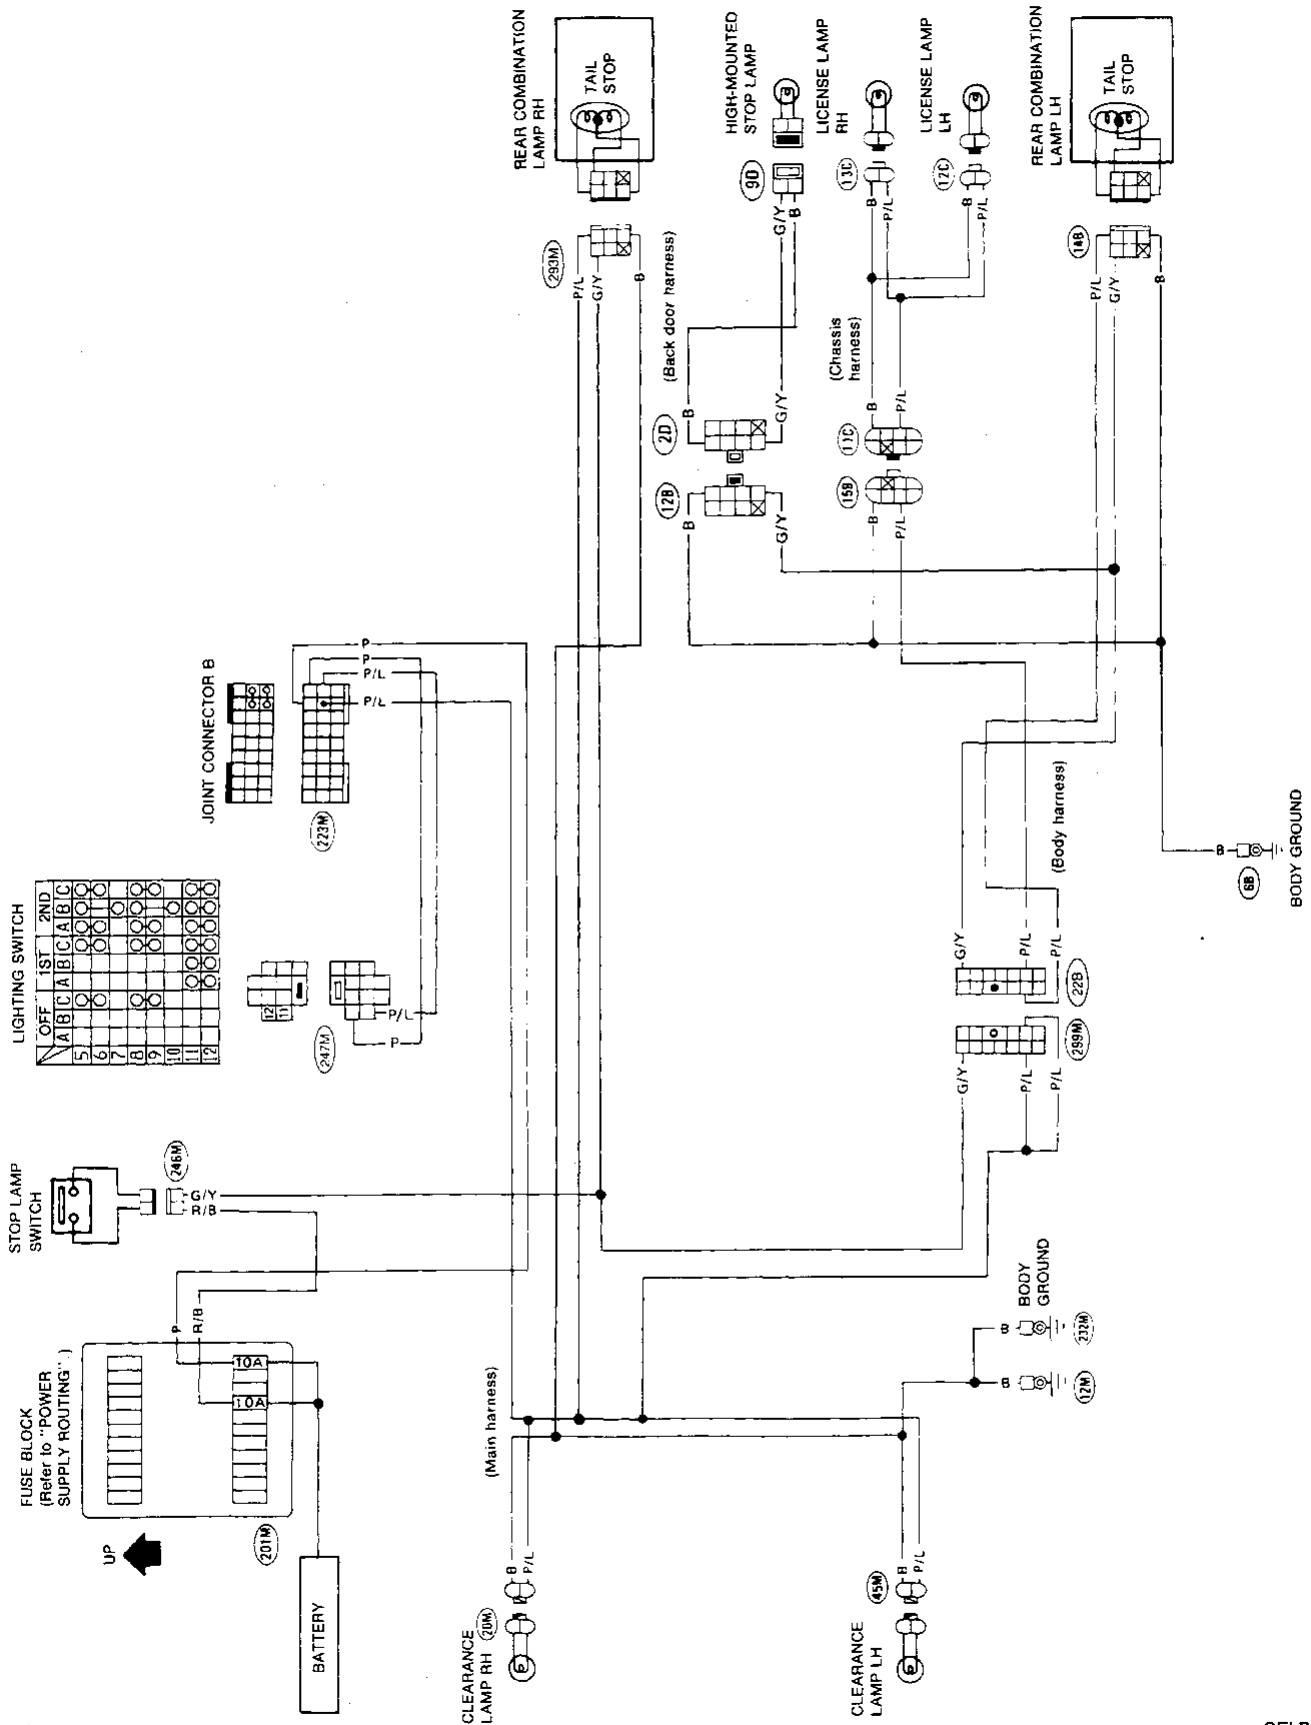 REAR COMBINATION
LAMP RH
TAIL
STOP
HIGH-MOUNTED
STOP LAMP
LICENSE LAMP
RH
LICENSE LAMP
LH
REAR COMBINATION
LAMP LH
TAIL
STOP
293M
P/L
G/Y
B
9D
G/Y
B
13C
B
P/L
12C
B
P/L
14B
P/L
G/Y
B
(Back door harness)
(Chassis
harness)
2D
B
G/Y
12B
B
G/Y
B
P/L
15B
B
P/L
JOINT CONNECTOR B
P
P
P/L
P/L
223M
LIGHTING SWITCH
OFF 1ST 2ND
A B C A B C A B C
5
6
7
8
9
10
11
12
12
11
247M
P/L
P
(Body harness)
G/Y
P/L
P/L
22B
299M
G/Y
P/L
P/L
B
6B
BODY GROUND
STOP LAMP
SWITCH
246M
G/Y
R/B
FUSE BLOCK
(Refer to "POWER
SUPPLY ROUTING".)
P
R/B
10A
10A
UP
201M
BATTERY
(Main harness)
BODY
GROUND
B
232M
B
12M
CLEARANCE
LAMP RH
20M
B
P/L
CLEARANCE
LAMP LH
45M
B
P/L